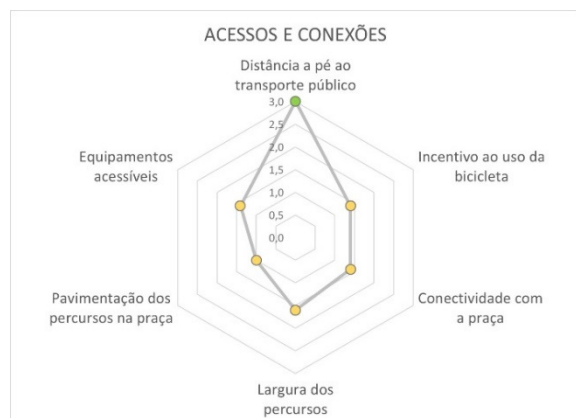 ACESSOS E CONEXÕES
Distância a pé ao
transporte público
3,0
2,5
2,0
1,5
1,0
0,5
0,0
Equipamentos
acessíveis
Incentivo ao uso da
bicicleta
Pavimentação dos
percursos na praça
Conectividade com
a praça
Largura dos
percursos